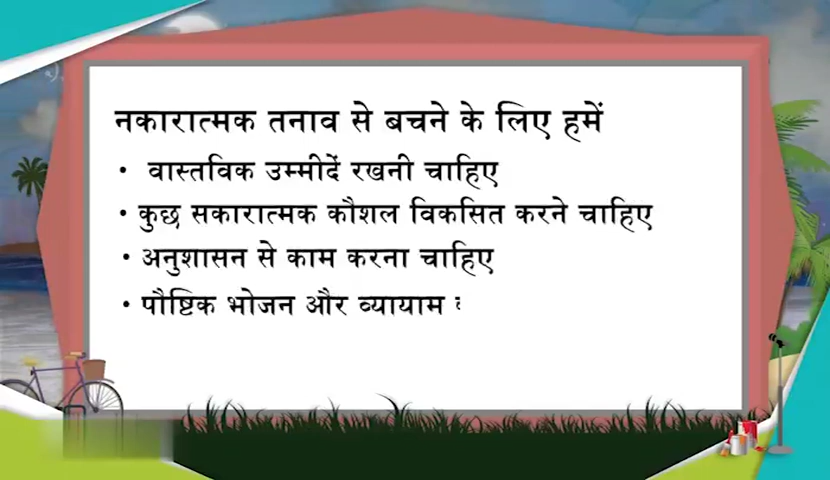 नकारात्मक तनाव से बचने के लिए हमें
• वास्तविक उम्मीदें रखनी चाहिए
• कुछ सकारात्मक कौशल विकसित करने चाहिए
• अनुशासन से काम करना चाहिए
• पौष्टिक भोजन और व्यायाम